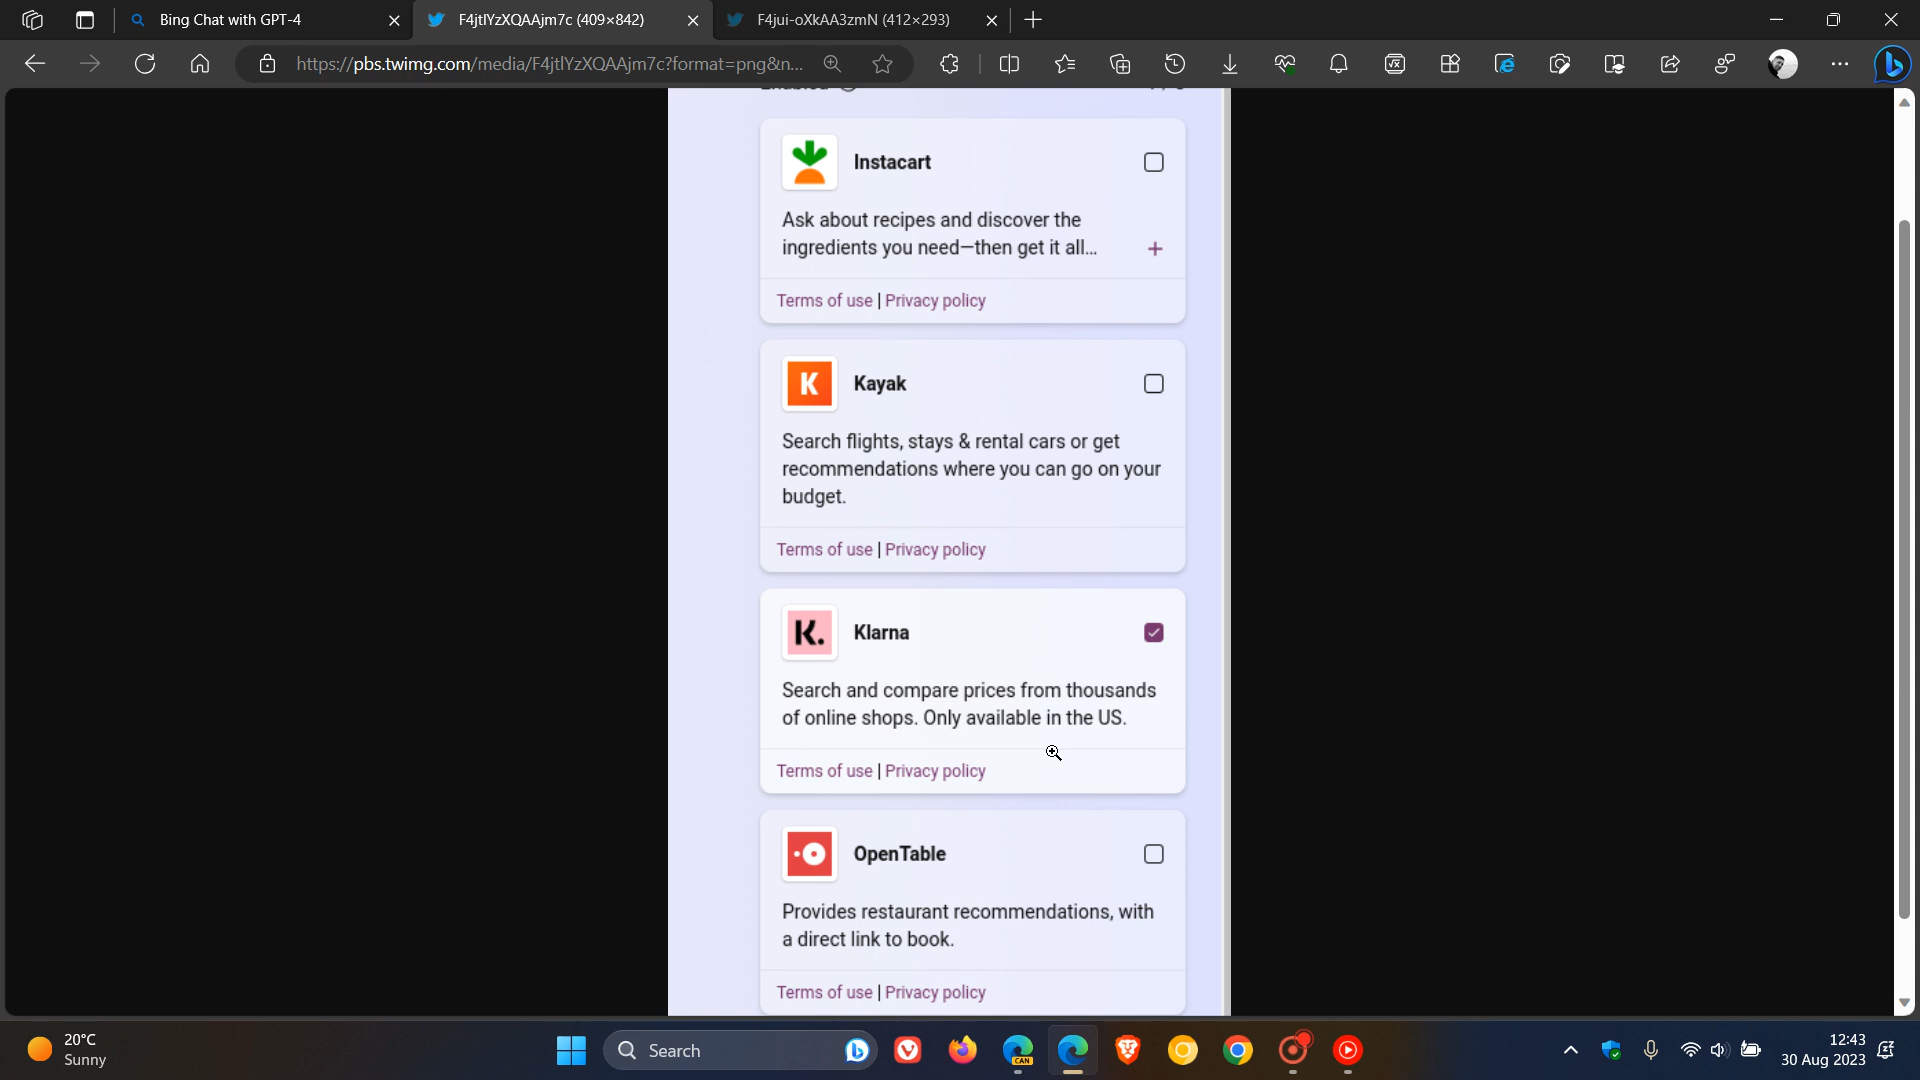 Bing Chat with GPT-4
F4jtlYzXQAAjm7c (409×842)
F4jui-oXkAA3zmN (412×293)
https://pbs.twimg.com/media/F4jtlYzXQAAjm7c?format=png&n...
Instacart
Ask about recipes and discover the
ingredients you need—then get it all...
+
Terms of use | Privacy policy
K
Kayak
Search flights, stays & rental cars or get
recommendations where you can go on your
budget.
Terms of use | Privacy policy
K.
Klarna
Search and compare prices from thousands
of online shops. Only available in the US.
Terms of use | Privacy policy
OpenTable
Provides restaurant recommendations, with
a direct link to book.
Terms of use | Privacy policy
20°C
Sunny
Search
CAN
12:43
30 Aug 2023